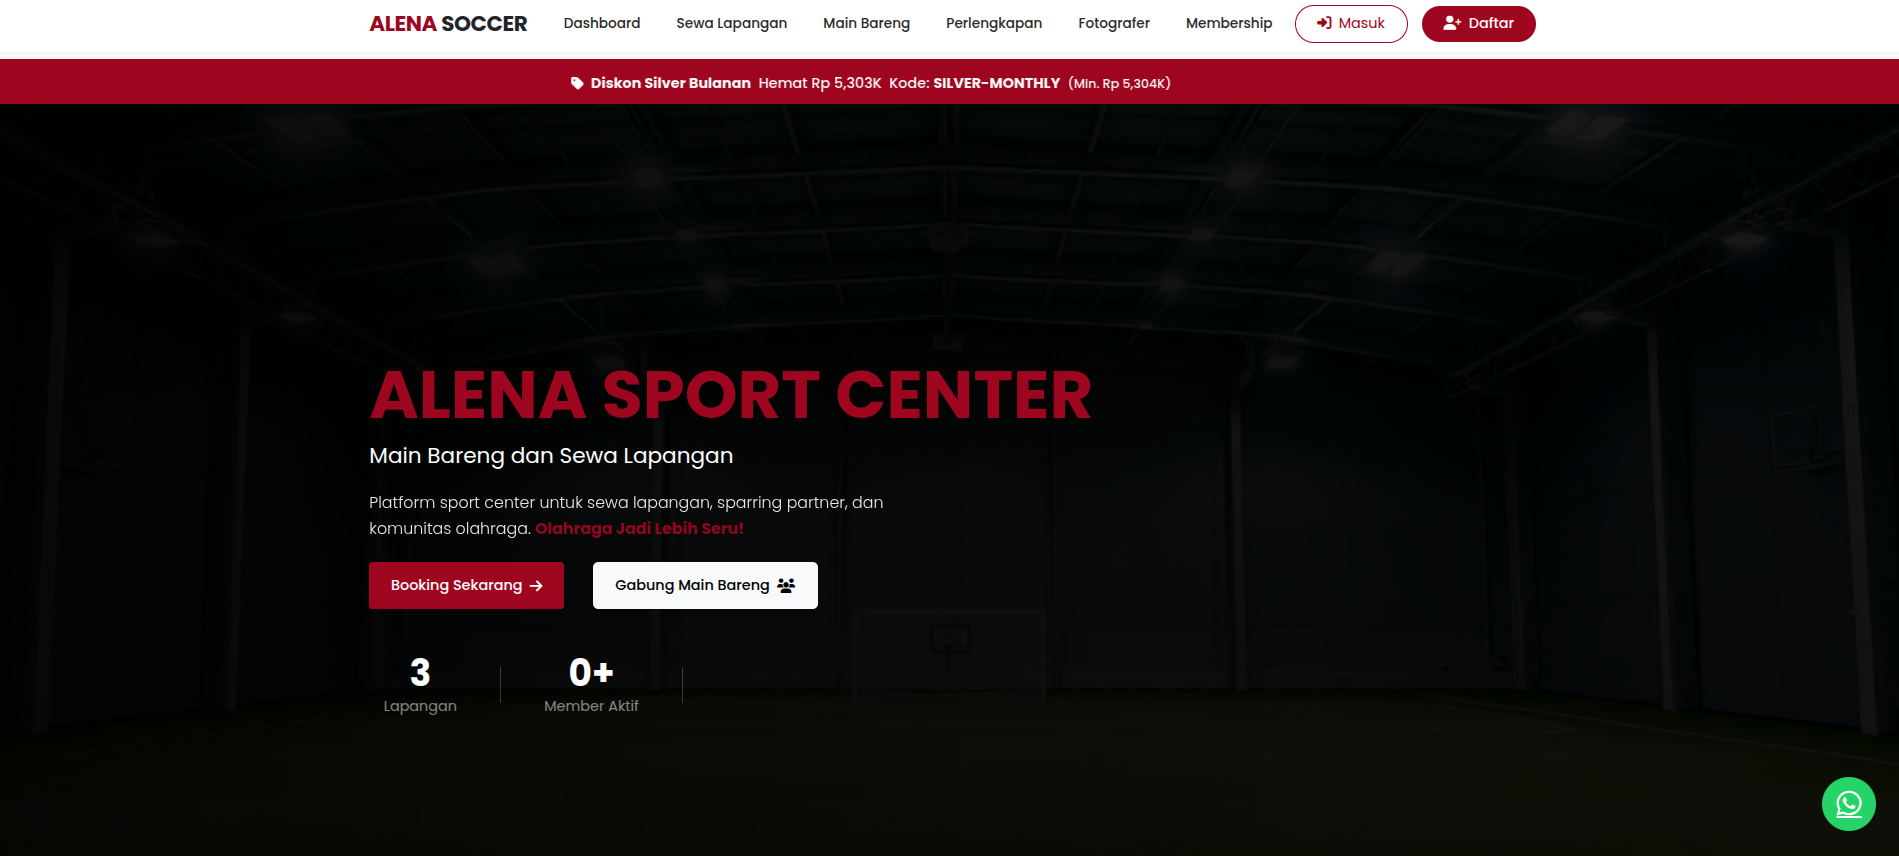 ALENA SOCCER Dashboard Sewa Lapangan Main Bareng Perlengkapan Fotografer Membership Masuk Daftar
Diskon Silver Bulanan Hemat Rp 5,303K Kode: SILVER-MONTHLY (Min. Rp 5,304K)
ALENA SPORT CENTER
Main Bareng dan Sewa Lapangan
Platform sport center untuk sewa lapangan, sparring partner, dan
komunitas olahraga. Olahraga Jadi Lebih Seru!
Booking Sekarang Gabung Main Bareng
3 0+
Lapangan Member Aktif